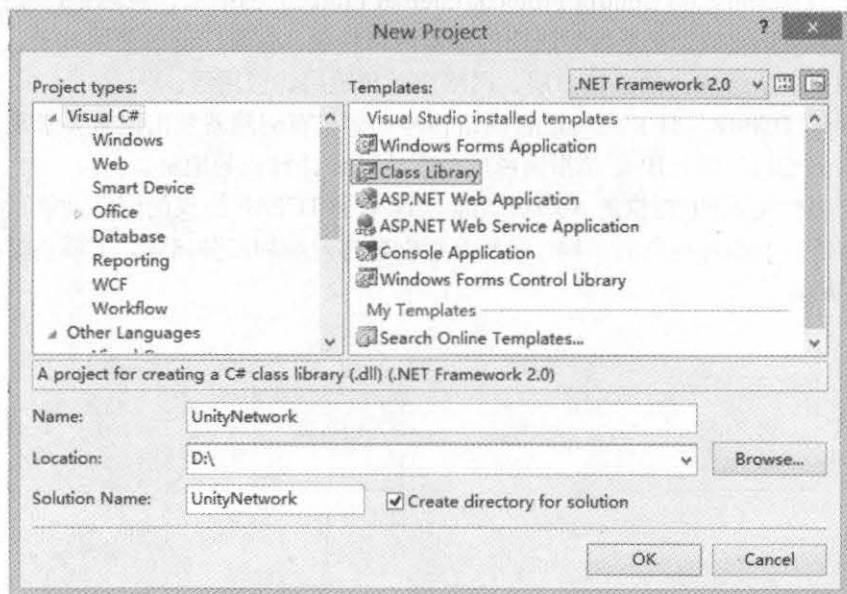 New Project
?
Project types:
Templates:
.NET Framework 2.0
Visual C#
Windows
Web
Smart Device
Office
Database
Reporting
WCF
Workflow
Other Languages
Visual Studio installed templates
Windows Forms Application
Class Library
ASP.NET Web Application
ASP.NET Web Service Application
Console Application
Windows Forms Control Library
My Templates
Search Online Templates...
A project for creating a C# class library (.dll) (.NET Framework 2.0)
Name:
UnityNetwork
Location:
D:\
Browse...
Solution Name:
UnityNetwork
Create directory for solution
OK
Cancel